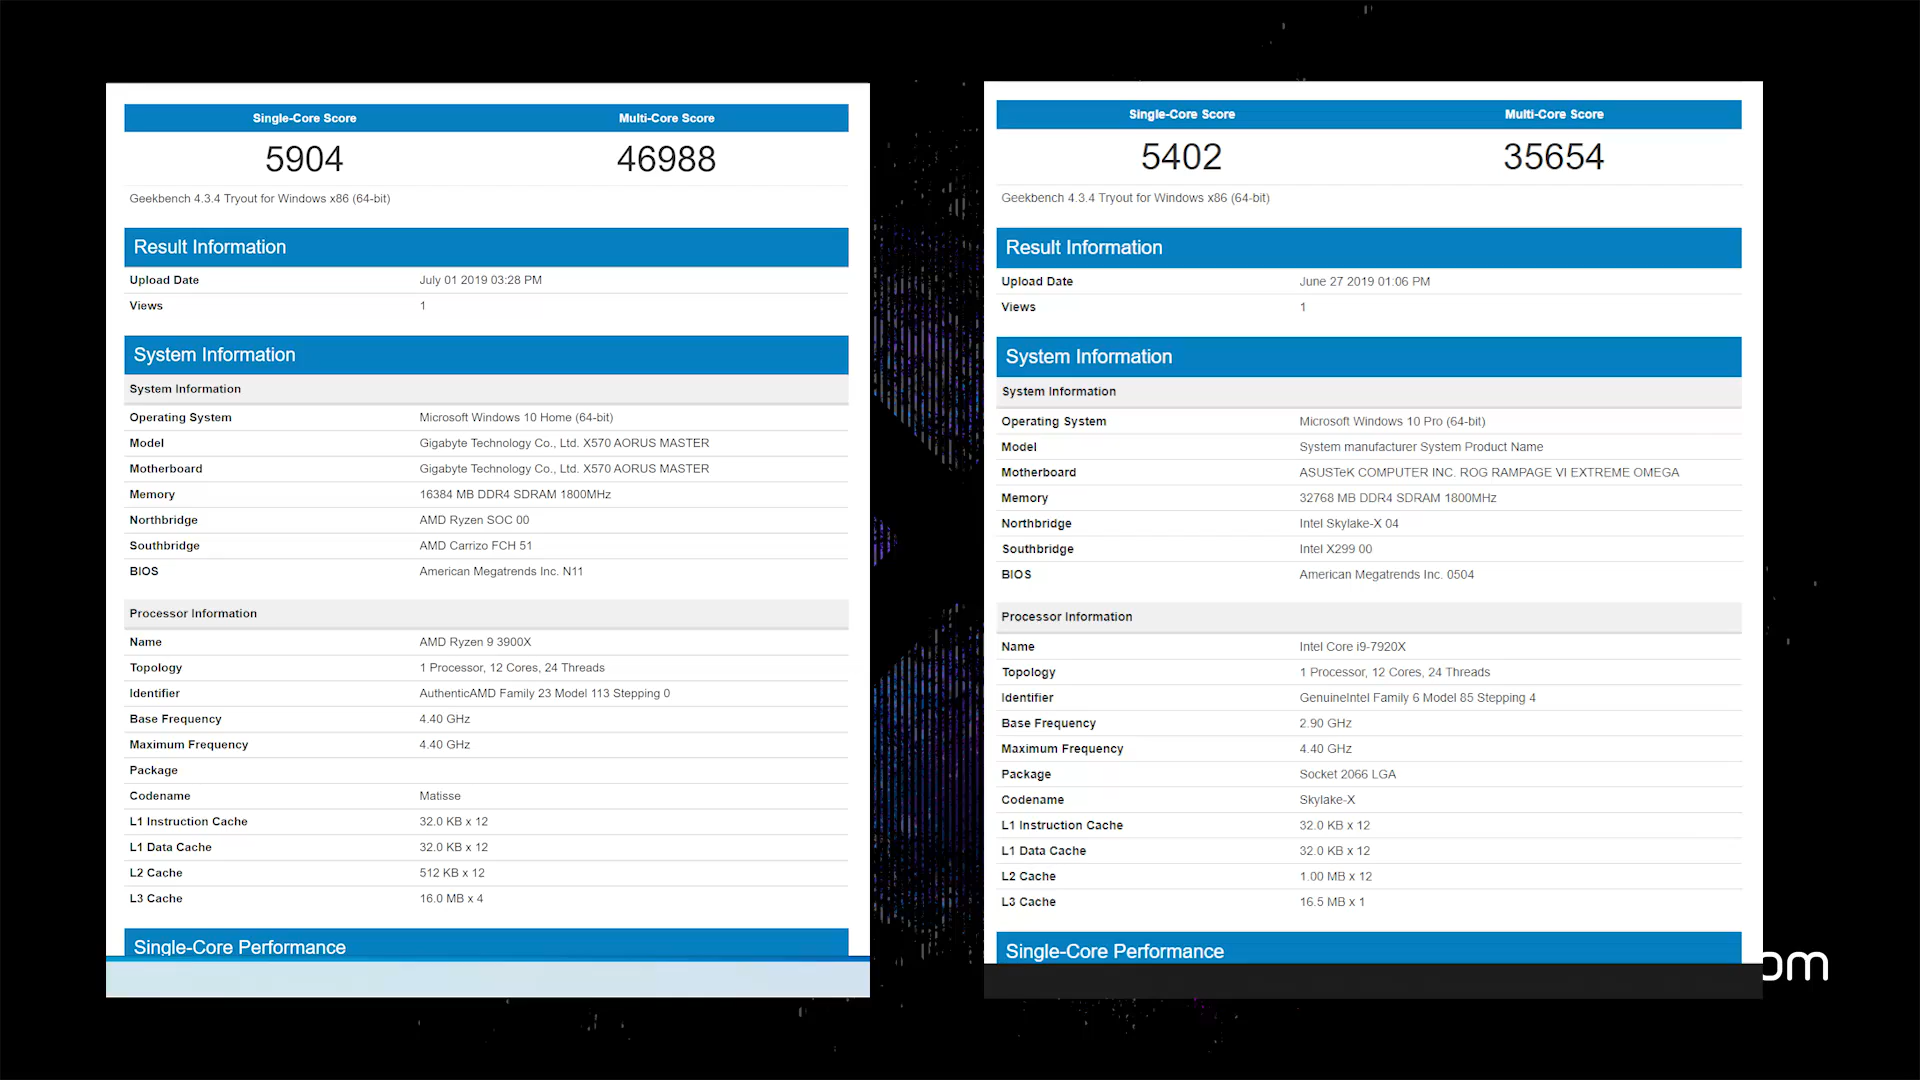 Single-Core Score Multi-Core Score
5904 46988
Geekbench 4.3.4 Tryout for Windows x86 (64-bit)
Result Information
Upload Date July 01 2019 03:28 PM
Views 1
System Information
System Information
Operating System Microsoft Windows 10 Home (64-bit)
Model Gigabyte Technology Co., Ltd. X570 AORUS MASTER
Motherboard Gigabyte Technology Co., Ltd. X570 AORUS MASTER
Memory 16384 MB DDR4 SDRAM 1800MHz
Northbridge AMD Ryzen SOC 00
Southbridge AMD Carrizo FCH 51
BIOS American Megatrends Inc. N11
Processor Information
Name AMD Ryzen 9 3900X
Topology 1 Processor, 12 Cores, 24 Threads
Identifier AuthenticAMD Family 23 Model 113 Stepping 0
Base Frequency 4.40 GHz
Maximum Frequency 4.40 GHz
Package
Codename Matisse
L1 Instruction Cache 32.0 KB x 12
L1 Data Cache 32.0 KB x 12
L2 Cache 512 KB x 12
L3 Cache 16.0 MB x 4
Single-Core Performance
Single-Core Score Multi-Core Score
5402 35654
Geekbench 4.3.4 Tryout for Windows x86 (64-bit)
Result Information
Upload Date June 27 2019 01:06 PM
Views 1
System Information
System Information
Operating System Microsoft Windows 10 Pro (64-bit)
Model System manufacturer System Product Name
Motherboard ASUSTeK COMPUTER INC. ROG RAMPAGE VI EXTREME OMEGA
Memory 32768 MB DDR4 SDRAM 1800MHz
Northbridge Intel Skylake-X 04
Southbridge Intel X299 00
BIOS American Megatrends Inc. 0504
Processor Information
Name Intel Core i9-7920X
Topology 1 Processor, 12 Cores, 24 Threads
Identifier GenuineIntel Family 6 Model 85 Stepping 4
Base Frequency 2.90 GHz
Maximum Frequency 4.40 GHz
Package Socket 2066 LGA
Codename Skylake-X
L1 Instruction Cache 32.0 KB x 12
L1 Data Cache 32.0 KB x 12
L2 Cache 1.00 MB x 12
L3 Cache 16.5 MB x 1
Single-Core Performance
om